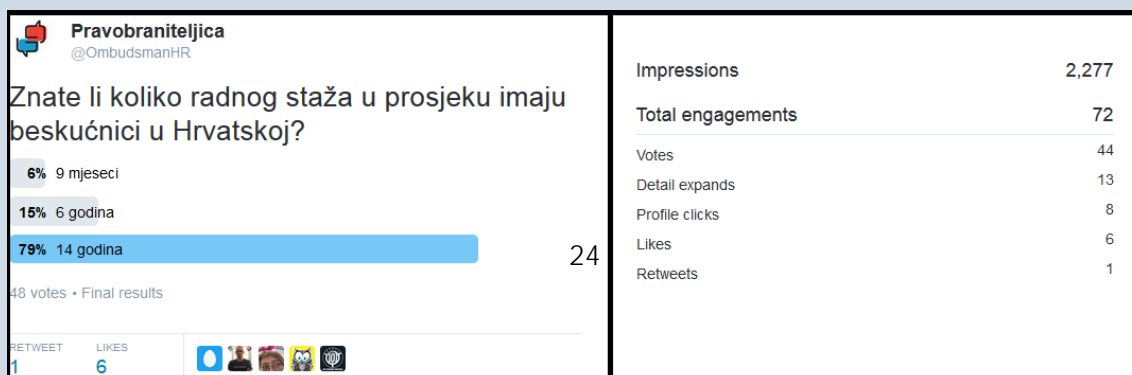 Pravobraniteljica
@OmbudsmanHR
Znate li koliko radnog staža u prosjeku imaju
beskućnici u Hrvatskoj?
6% 9 mjeseci
15% 6 godina
79% 14 godina
48 votes • Final results
RETWEET LIKES
1 6
24
Impressions 2,277
Total engagements 72
Votes 44
Detail expands 13
Profile clicks 8
Likes 6
Retweets 1